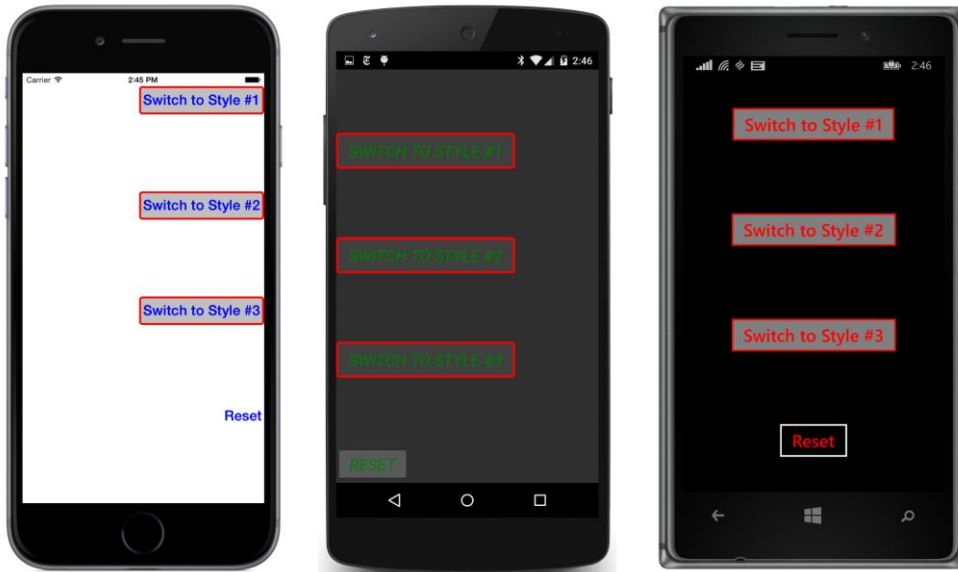 Carrier 2:45 PM
Switch to Style #1
Switch to Style #2
Switch to Style #3
Reset
2:46
SWITCH TO STYLE #1
SWITCH TO STYLE #2
SWITCH TO STYLE #3
RESET
2:46
Switch to Style #1
Switch to Style #2
Switch to Style #3
Reset